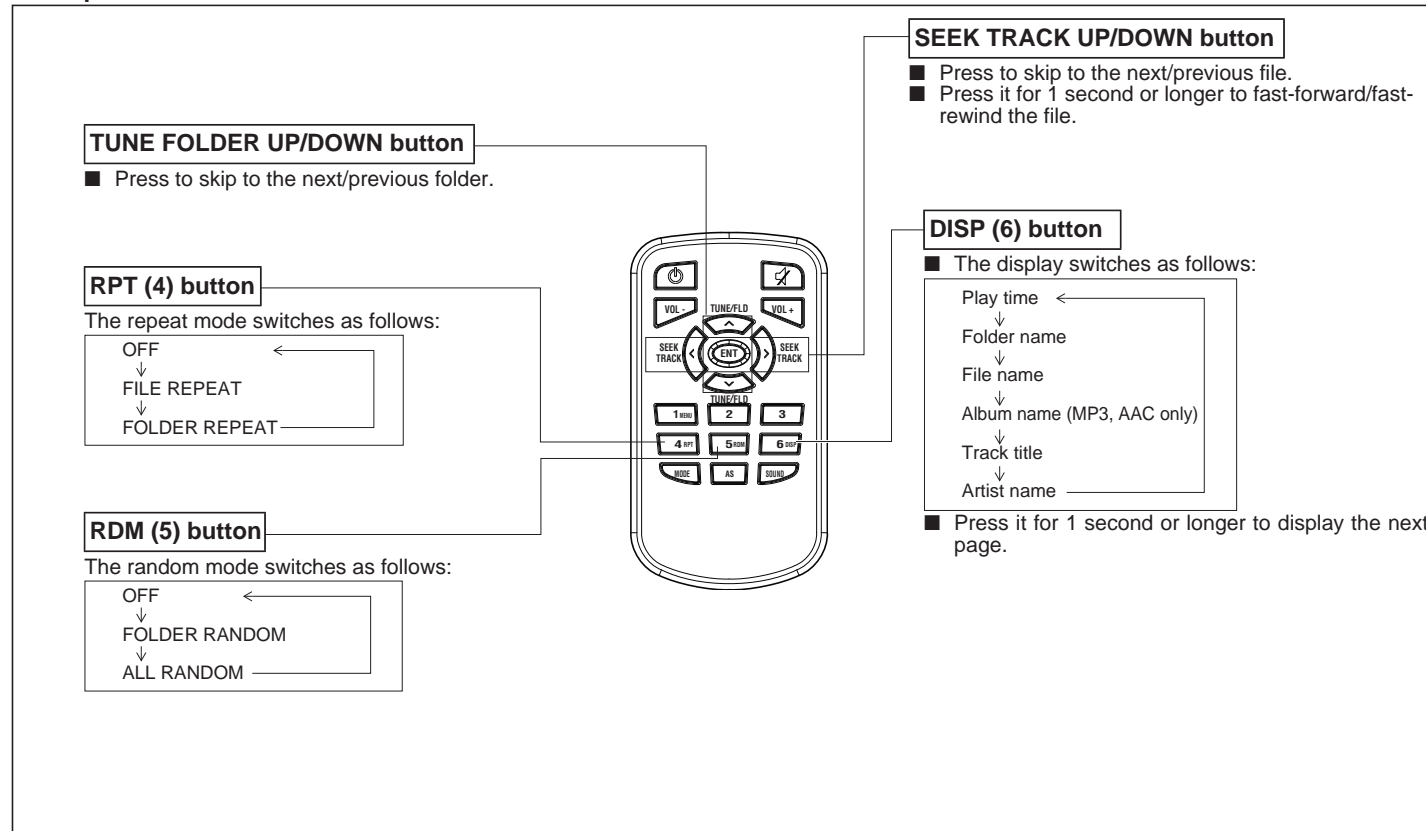 SEEK TRACK UP/DOWN button
■ Press to skip to the next/previous file.
■ Press it for 1 second or longer to fast-forward/fast-
rewind the file.
TUNE FOLDER UP/DOWN button
■ Press to skip to the next/previous folder.
RPT (4) button
The repeat mode switches as follows:
OFF
FILE REPEAT
FOLDER REPEAT
RDM (5) button
The random mode switches as follows:
OFF
FOLDER RANDOM
ALL RANDOM
VOL -
TUNE/FLD
VOL +
SEEK
TRACK
ENT
SEEK
TRACK
TUNE/FLD
1 MENU
2
3
4 RPT
5 RDM
6 DISP
MODE
AS
SOUND
DISP (6) button
■ The display switches as follows:
Play time
Folder name
File name
Album name (MP3, AAC only)
Track title
Artist name
■ Press it for 1 second or longer to display the next
page.